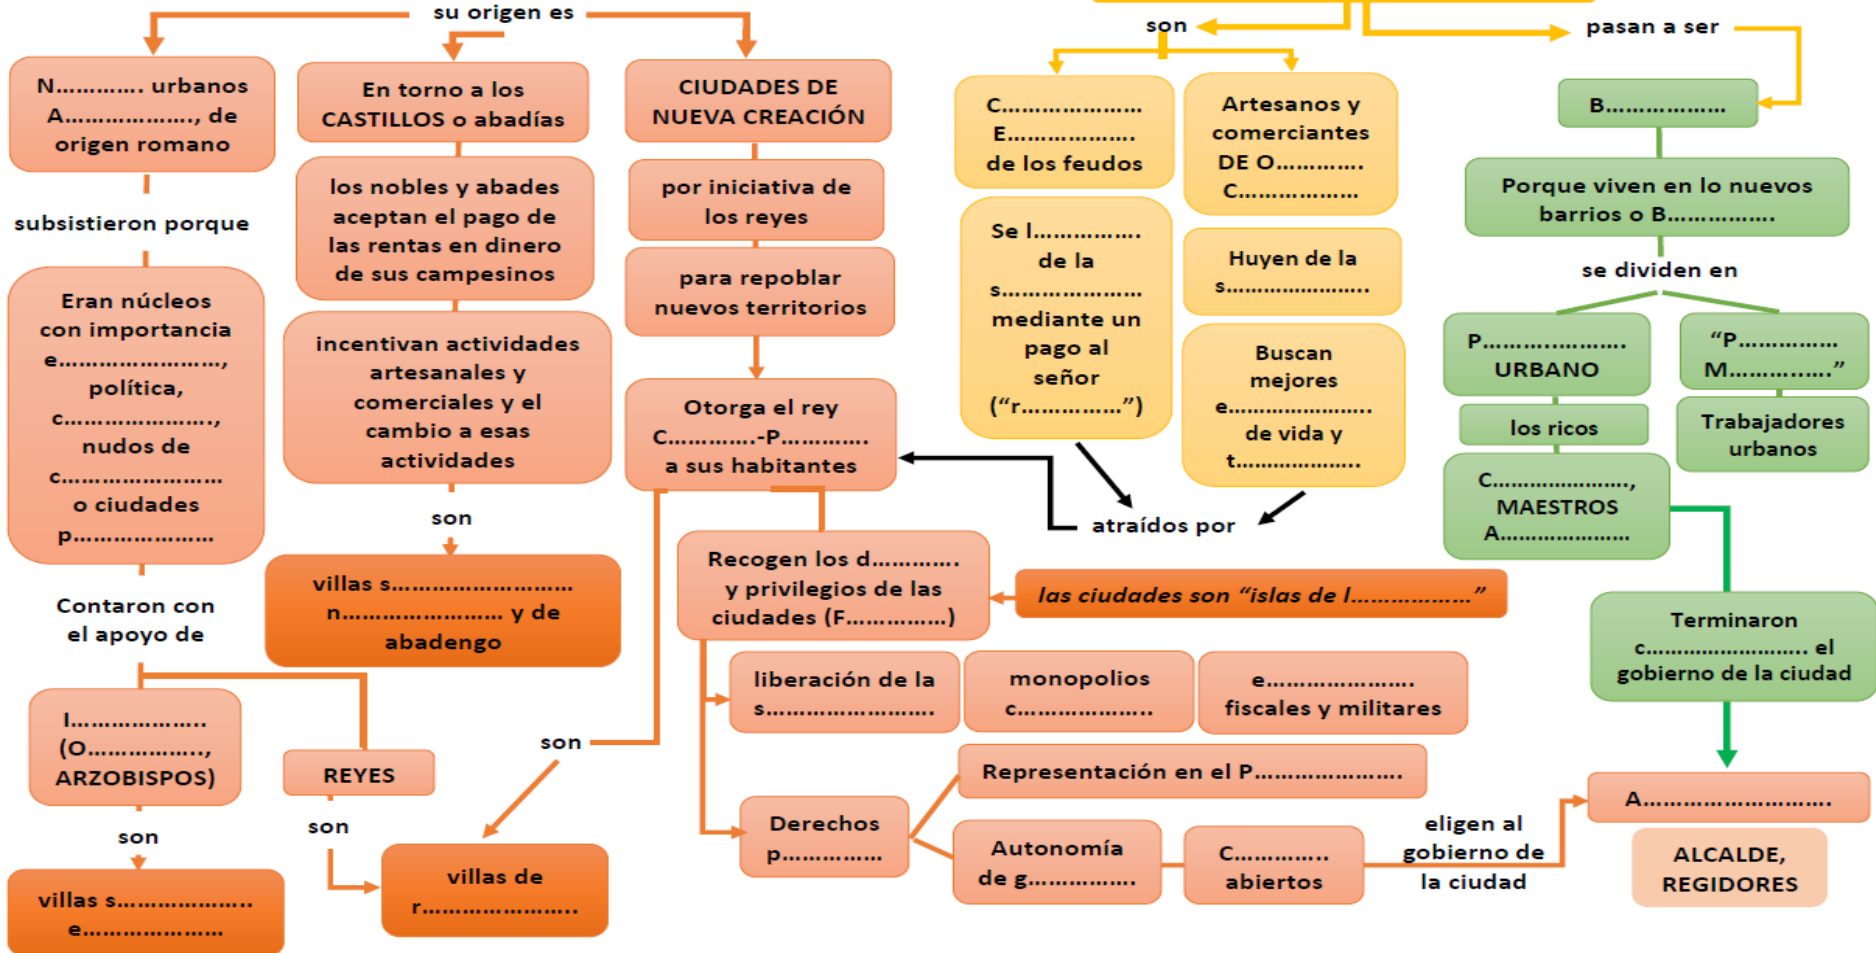 su origen es
N............. urbanos
A.................., de
origen romano
subsistieron porque
Eran núcleos
con importancia
e........................,
política,
c......................,
nudos de
c........................
o ciudades
p.....................
Contaron con
el apoyo de
I...................
(O................,
ARZOBISPOS)
son
villas s....................
e.....................
REYES
son
villas de
r......................
En torno a los
CASTILLOS o abadías
los nobles y abades
aceptan el pago de
las rentas en dinero
de sus campesinos
incentivan actividades
artesanales y
comerciales y el
cambio a esas
actividades
son
villas s...........................
n...................... y de
abadengo
CIUDADES DE
NUEVA CREACIÓN
por iniciativa de
los reyes
para repoblar
nuevos territorios
Otorga el rey
C............-P............
a sus habitantes
son
Recogen los d.............
y privilegios de las
ciudades (F...............)
las ciudades son “islas de l..................”
liberación de la
s.........................
monopolios
c..................
e.....................
fiscales y militares
Derechos
p..............
Representación en el P......................
Autonomía
de g................
C..............
abiertos
eligen al
gobierno de
la ciudad
A..........................
ALCALDE,
REGIDORES
son
C.....................
E...................
de los feudos
Se l...............
de la
s.....................
mediante un
pago al
señor
(“r..............”)
Artesanos y
comerciantes
DE O.............
C.................
Huyen de la
s......................
Buscan
mejores
e......................
de vida y
t...................
atraídos por
pasan a ser
B.................
Porque viven en lo nuevos
barrios o B...............
se dividen en
P....................
URBANO
los ricos
C....................,
MAESTROS
A.....................
“P...............
M..............”
Trabajadores
urbanos
Terminaron
c........................ el
gobierno de la ciudad